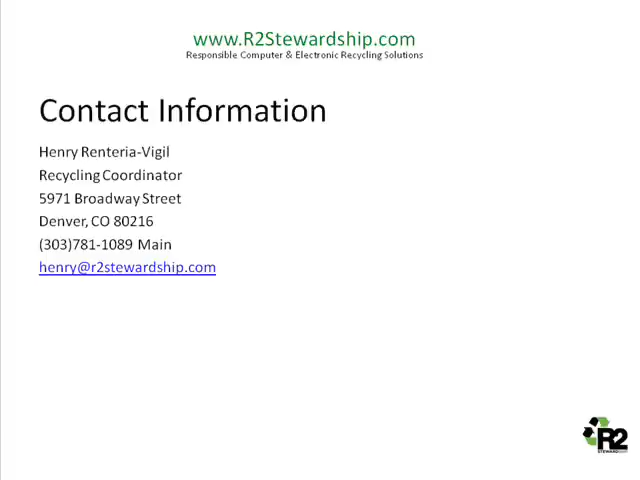 www.R2Stewardship.com
Responsible Computer & Electronic Recycling Solutions
Contact Information
Henry Renteria-Vigil
Recycling Coordinator
5971 Broadway Street
Denver, CO 80216
(303)781-1089 Main
henry@r2stewardship.com
R2
STEWARDSHIP